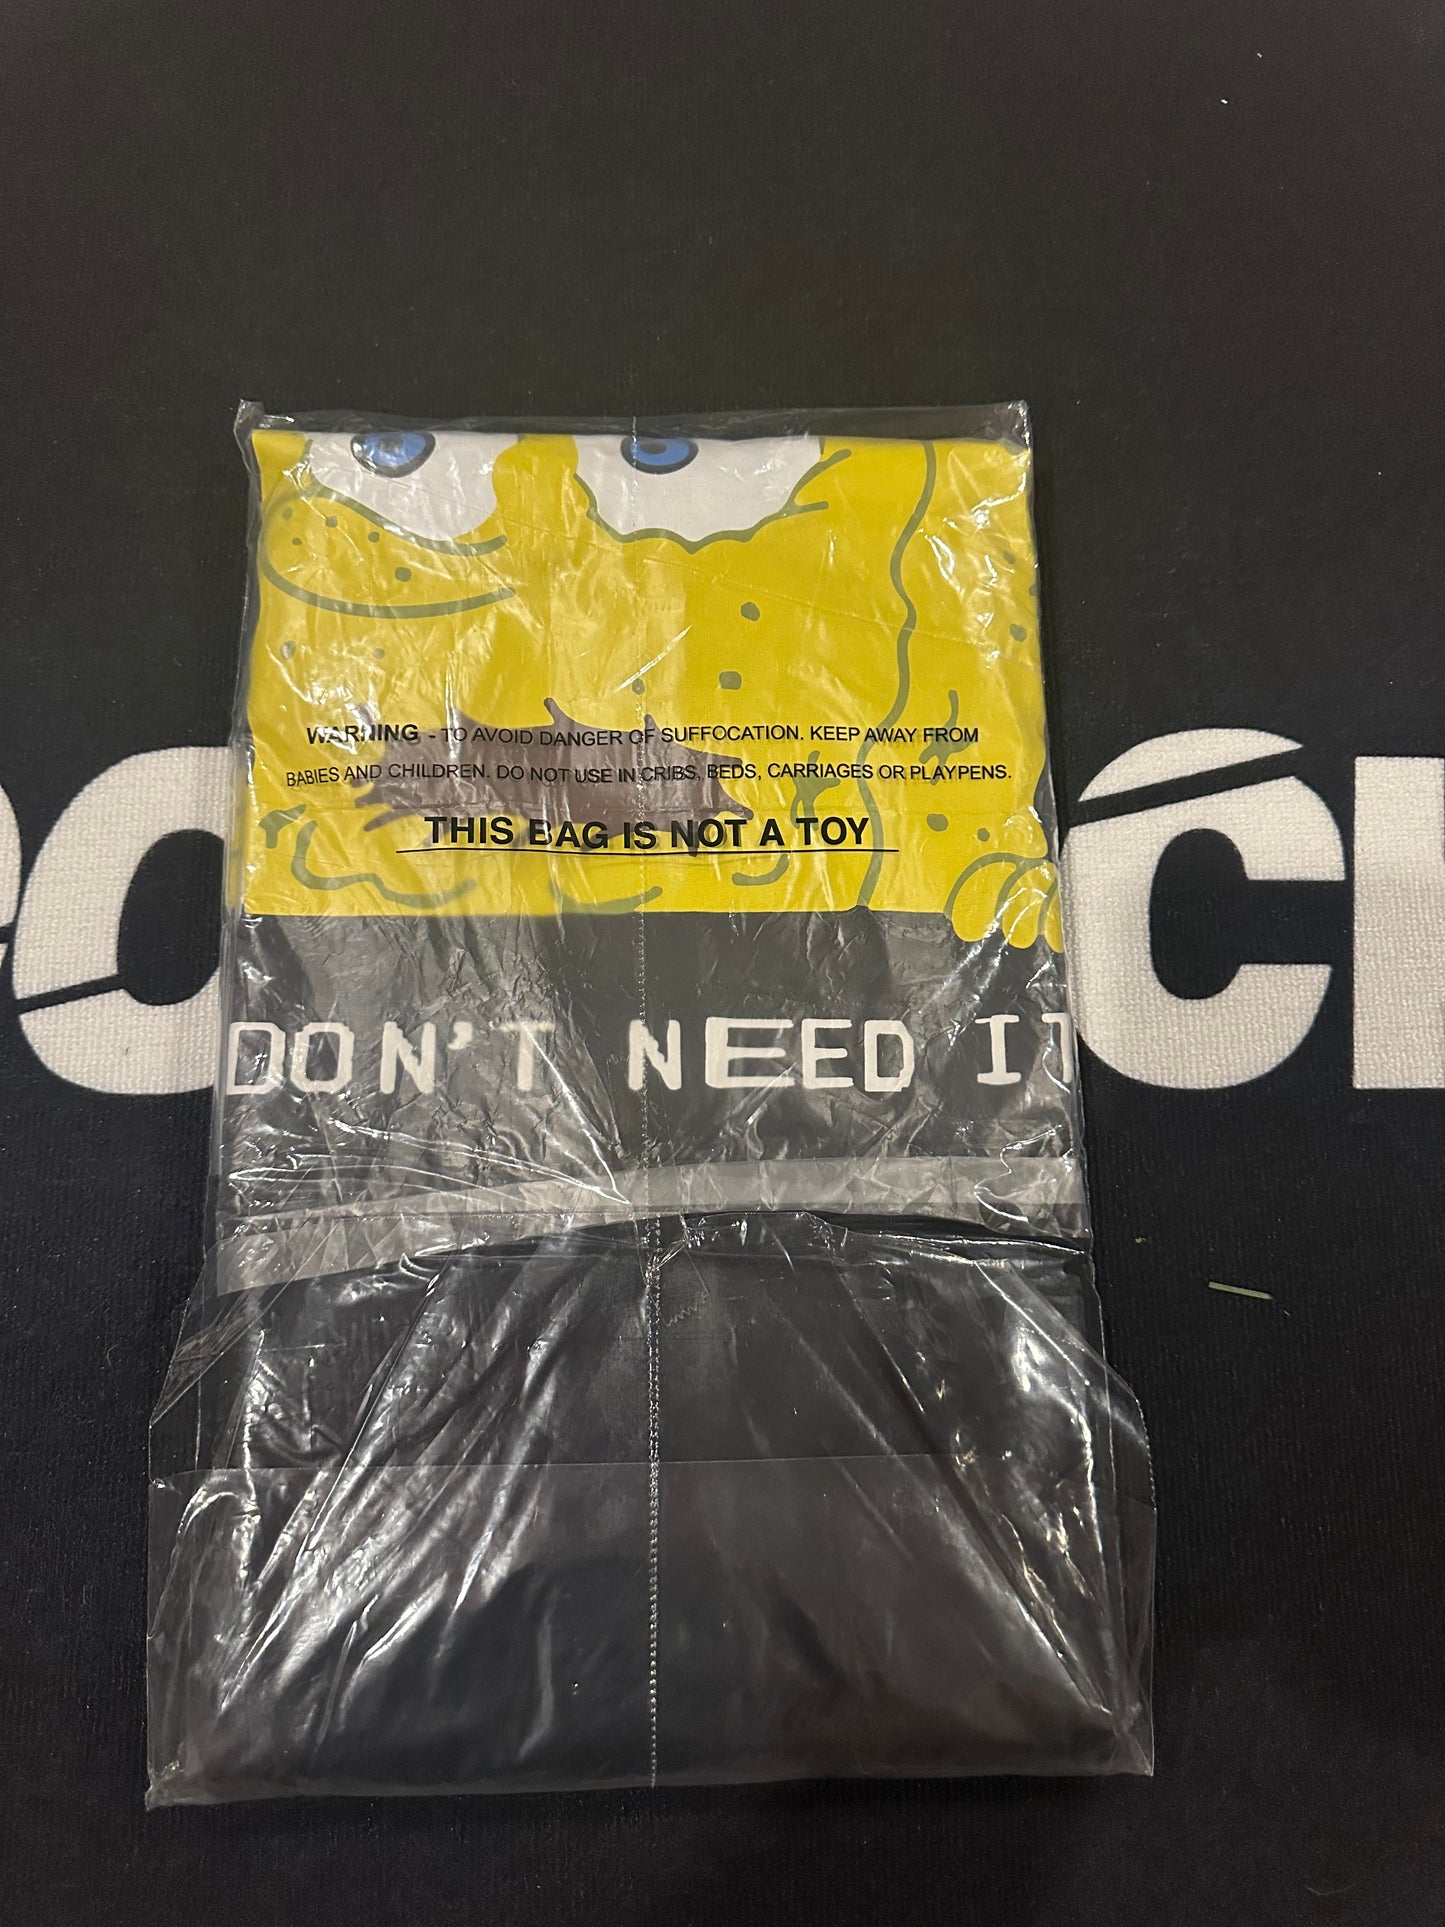 WARNING - TO AVOID DANGER OF SUFFOCATION. KEEP AWAY FROM
BABIES AND CHILDREN. DO NOT USE IN CRIBS, BEDS, CARRIAGES OR PLAYPENS.
THIS BAG IS NOT A TOY
DON'T NEED IT